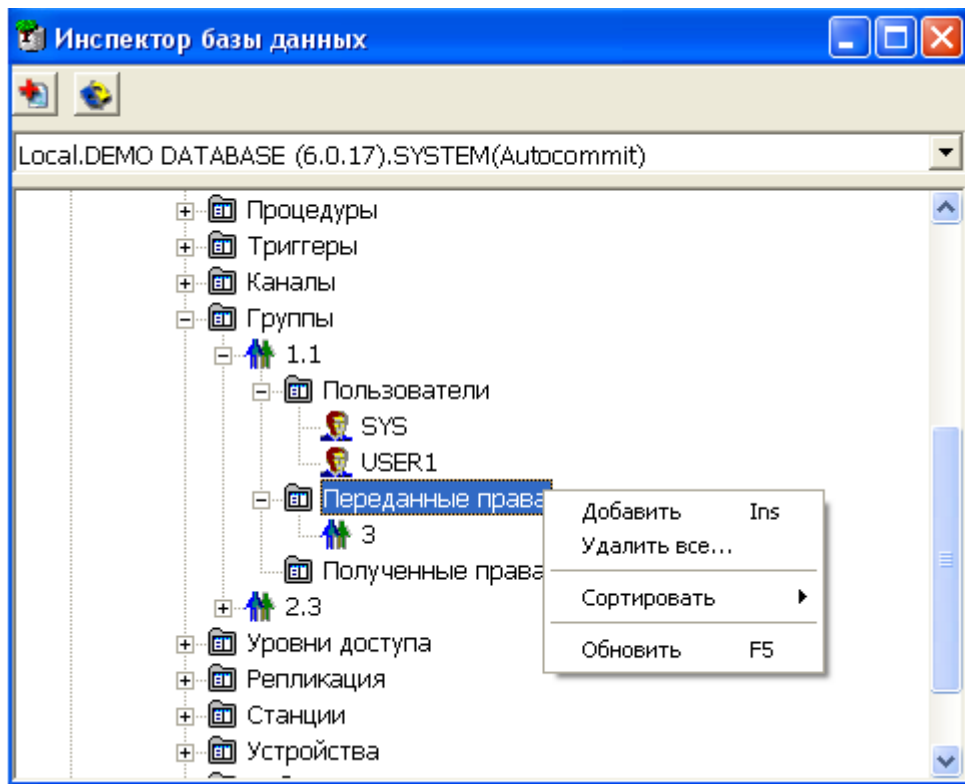 Инспектор базы данных
Local.DEMO DATABASE (6.0.17).SYSTEM(Autocommit)
Процедуры
Триггеры
Каналы
Группы
1.1
Пользователи
SYS
USER1
Переданные права
3
Полученные права
2.3
Уровни доступа
Репликация
Станции
Устройства
Добавить Ins
Удалить все...
Сортировать
Обновить F5